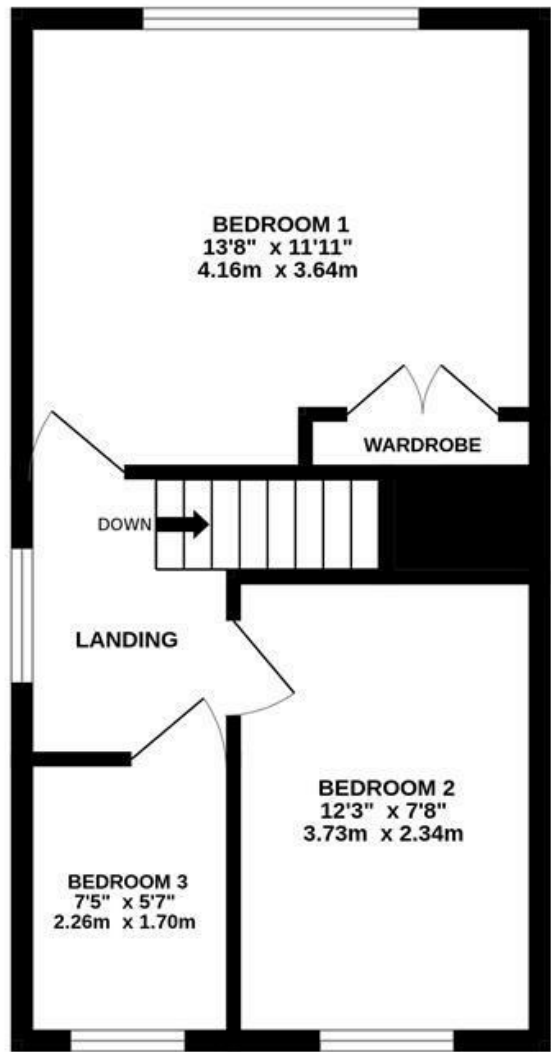 BEDROOM 1
13'8" x 11'11"
4.16m x 3.64m
WARDROBE
DOWN
LANDING
BEDROOM 2
12'3" x 7'8"
3.73m x 2.34m
BEDROOM 3
7'5" x 5'7"
2.26m x 1.70m